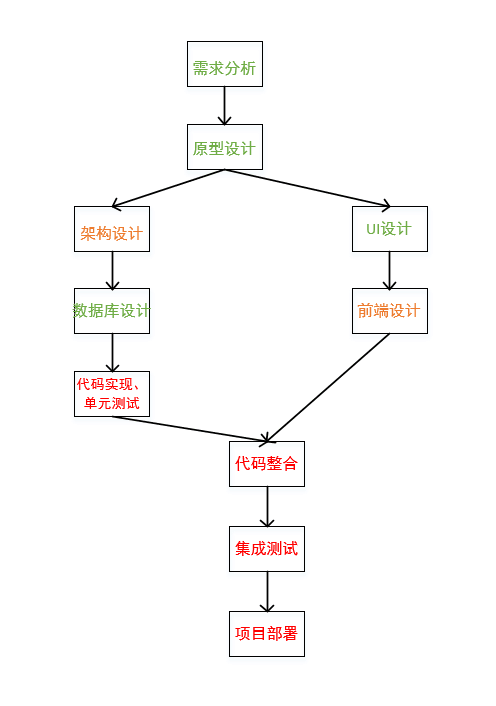 需求分析
原型设计
架构设计
UI设计
数据库设计
前端设计
代码实现、
单元测试
代码整合
集成测试
项目部署